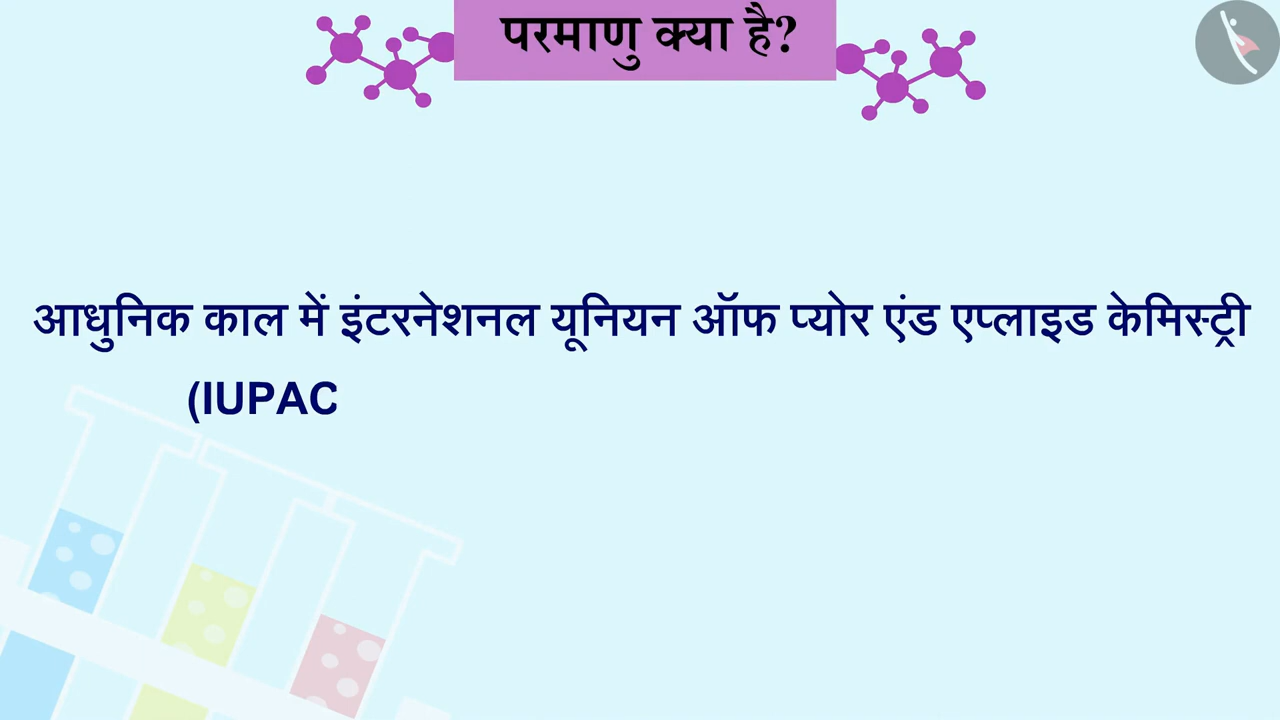 परमाणु क्या है?
आधुनिक काल में इंटरनेशनल यूनियन ऑफ प्योर एंड एप्लाइड केमिस्ट्री
(IUPAC